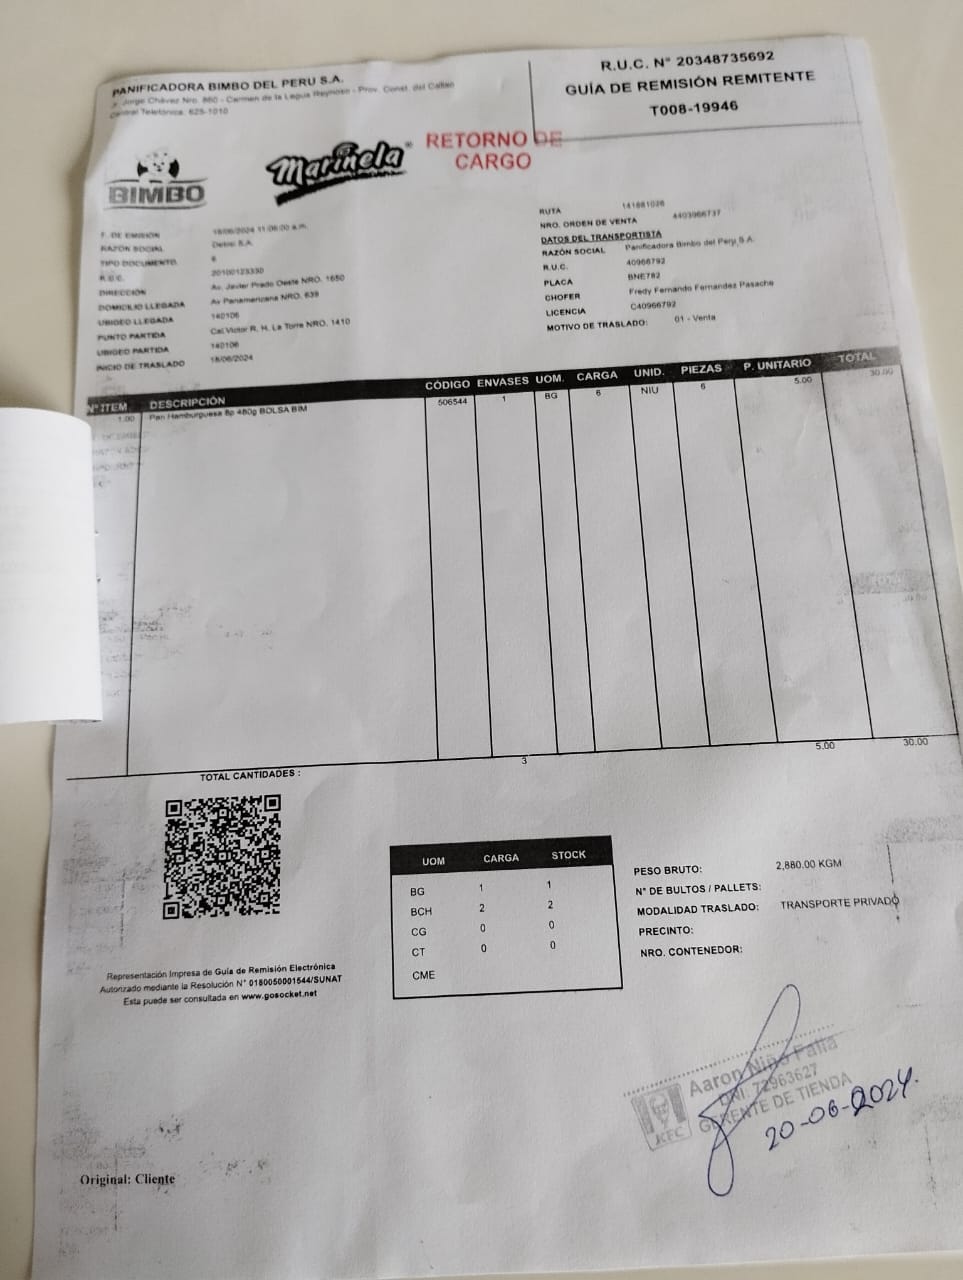 PANIFICADORA BIMBO DEL PERU S.A.
Jorge Chávez Nro. 860 - Carmen de la Legua Reynoso - Prov. Const. del Callao
Central Telefónica: 625-1010
R.U.C. N° 20348735692
GUÍA DE REMISIÓN REMITENTE
T008-19946
BIMBO
Marinela
RETORNO DE
CARGO
F. DE EMISIÓN 18/06/2024 11:06:00 a.m.
RAZÓN SOCIAL S.A.
TIPO DOCUMENTO. 6
R.U.C.
DIRECCIÓN Av. Javier Prado Oeste NRO. 1650
DOMICILIO LLEGADA Av Panamericana NRO. 639
UBIGEO LLEGADA 140106
PUNTO PARTIDA Cal Victor R. H. La Torre NRO. 1410
UBIGEO PARTIDA 140106
INICIO DE TRASLADO 18/06/2024
RUTA 141881026
NRO. ORDEN DE VENTA 4403966737
DATOS DEL TRANSPORTISTA
RAZÓN SOCIAL Panificadora Bimbo del Perú S.A.
R.U.C. 40966792
PLACA BNE782
CHOFER Fredy Fernando Fernandez Pasache
LICENCIA C40966792
MOTIVO DE TRASLADO: 01 - Venta
N° ITEM DESCRIPCIÓN CÓDIGO ENVASES UOM. CARGA UNID. PIEZAS P. UNITARIO TOTAL
1.00 Pan Hamburguesa 8p 480g BOLSA BIM 506544 1 BG 6 NIU 6 5.00 30.00
TOTAL CANTIDADES : 3 5.00 30.00
UOM CARGA STOCK
BG 1 1
BCH 2 2
CG 0 0
CT 0 0
CME
PESO BRUTO: 2,880.00 KGM
N° DE BULTOS / PALLETS:
MODALIDAD TRASLADO: TRANSPORTE PRIVADO
PRECINTO:
NRO. CONTENEDOR:
Representación Impresa de Guía de Remisión Electrónica
Autorizado mediante la Resolución N° 0180050001544/SUNAT
Esta puede ser consultada en www.gosocket.net
KFC
Aaron Niño Falla
DNI: 72963627
GERENTE DE TIENDA
20-06-2024.
Original: Cliente